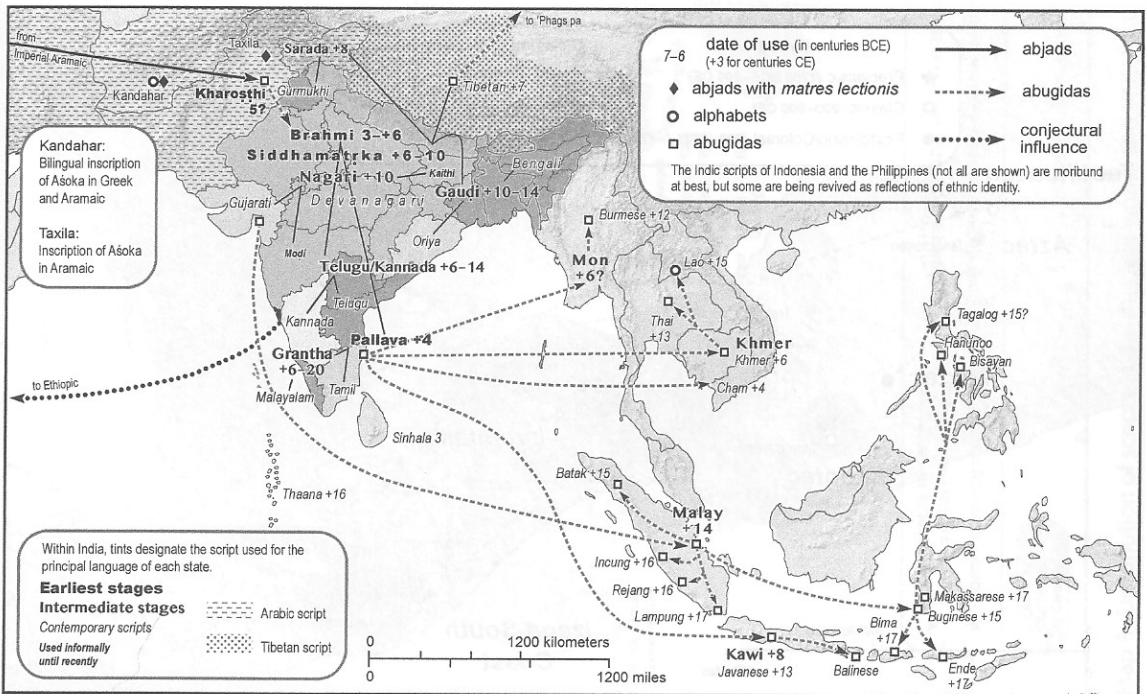 to 'Phags pa
from
Imperial Aramaic
Taxila
Sarada +8
Kandahar
Kharoṣthi
5?
Gurmukhi
Tibetan +7
Brahmi 3–+6
Siddhamatrka +6–10
Nagari +10
Kaithi
Devanagari
Bengali
Gaudi +10–14
Gujarati
Oriya
Modi
Telugu/Kannada +6–14
Telugu
Kannada
Pallava +4
Grantha
+6–20
Malayalam
Tamil
Sinhala 3
Thaana +16
to Ethiopic
Burmese +12
Mon
+6?
Lao +15
Thai
+13
Khmer
Khmer +6
Cham +4
Tagalog +15?
Hanunoo
Bisayan
Batak +15
Malay
+14
Incung +16
Rejang +16
Lampung +17
Makassarese +17
Buginese +15
Bima
+17
Kawi +8
Javanese +13
Balinese
Ende
+17
7–6
date of use (in centuries BCE)
(+3 for centuries CE)
abjads with matres lectionis
alphabets
abugidas
abjads
abugidas
conjectural
influence
The Indic scripts of Indonesia and the Philippines (not all are shown) are moribund
at best, but some are being revived as reflections of ethnic identity.
Kandahar:
Bilingual inscription
of Aśoka in Greek
and Aramaic
Taxila:
Inscription of Aśoka
in Aramaic
Within India, tints designate the script used for the
principal language of each state.
Earliest stages
Intermediate stages
Contemporary scripts
Used informally
until recently
Arabic script
Tibetan script
0 1200 kilometers
0 1200 miles